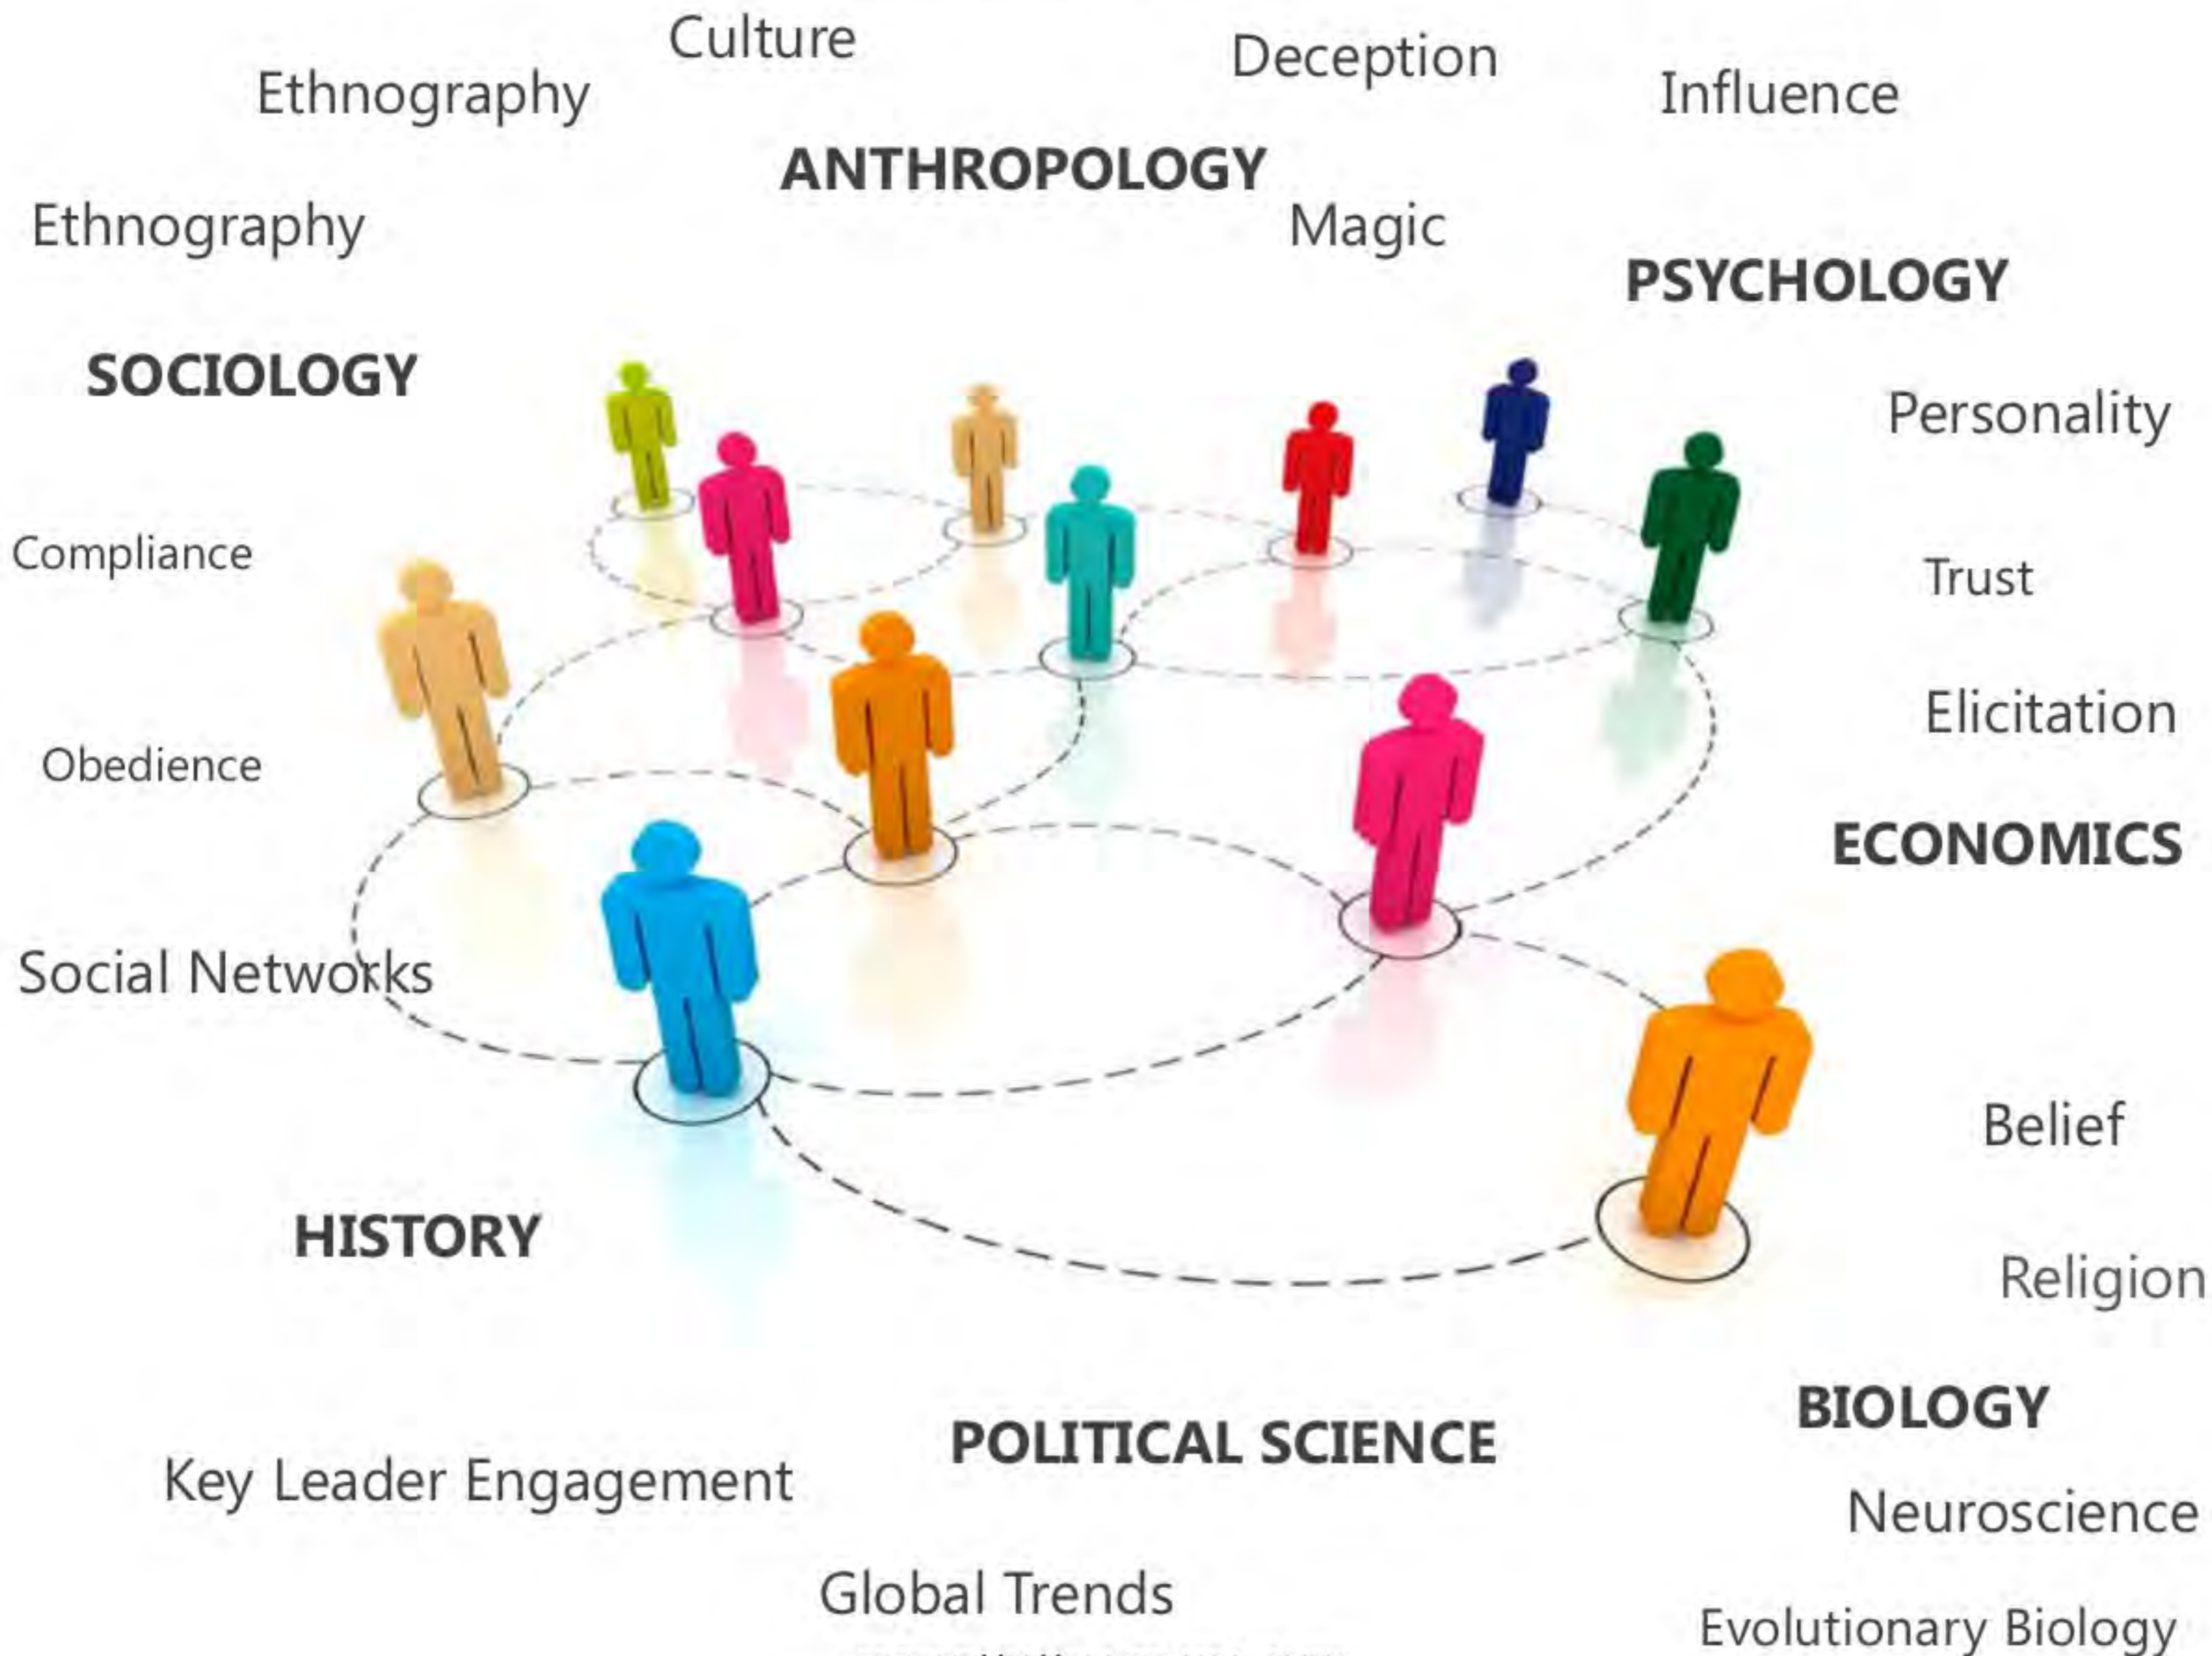 Culture
Deception
Ethnography
Influence
ANTHROPOLOGY
Ethnography
Magic
PSYCHOLOGY
SOCIOLOGY
Personality
Compliance
Trust
Elicitation
Obedience
ECONOMICS
Social Networks
Belief
HISTORY
Religion
BIOLOGY
POLITICAL SCIENCE
Key Leader Engagement
Neuroscience
Global Trends
Evolutionary Biology